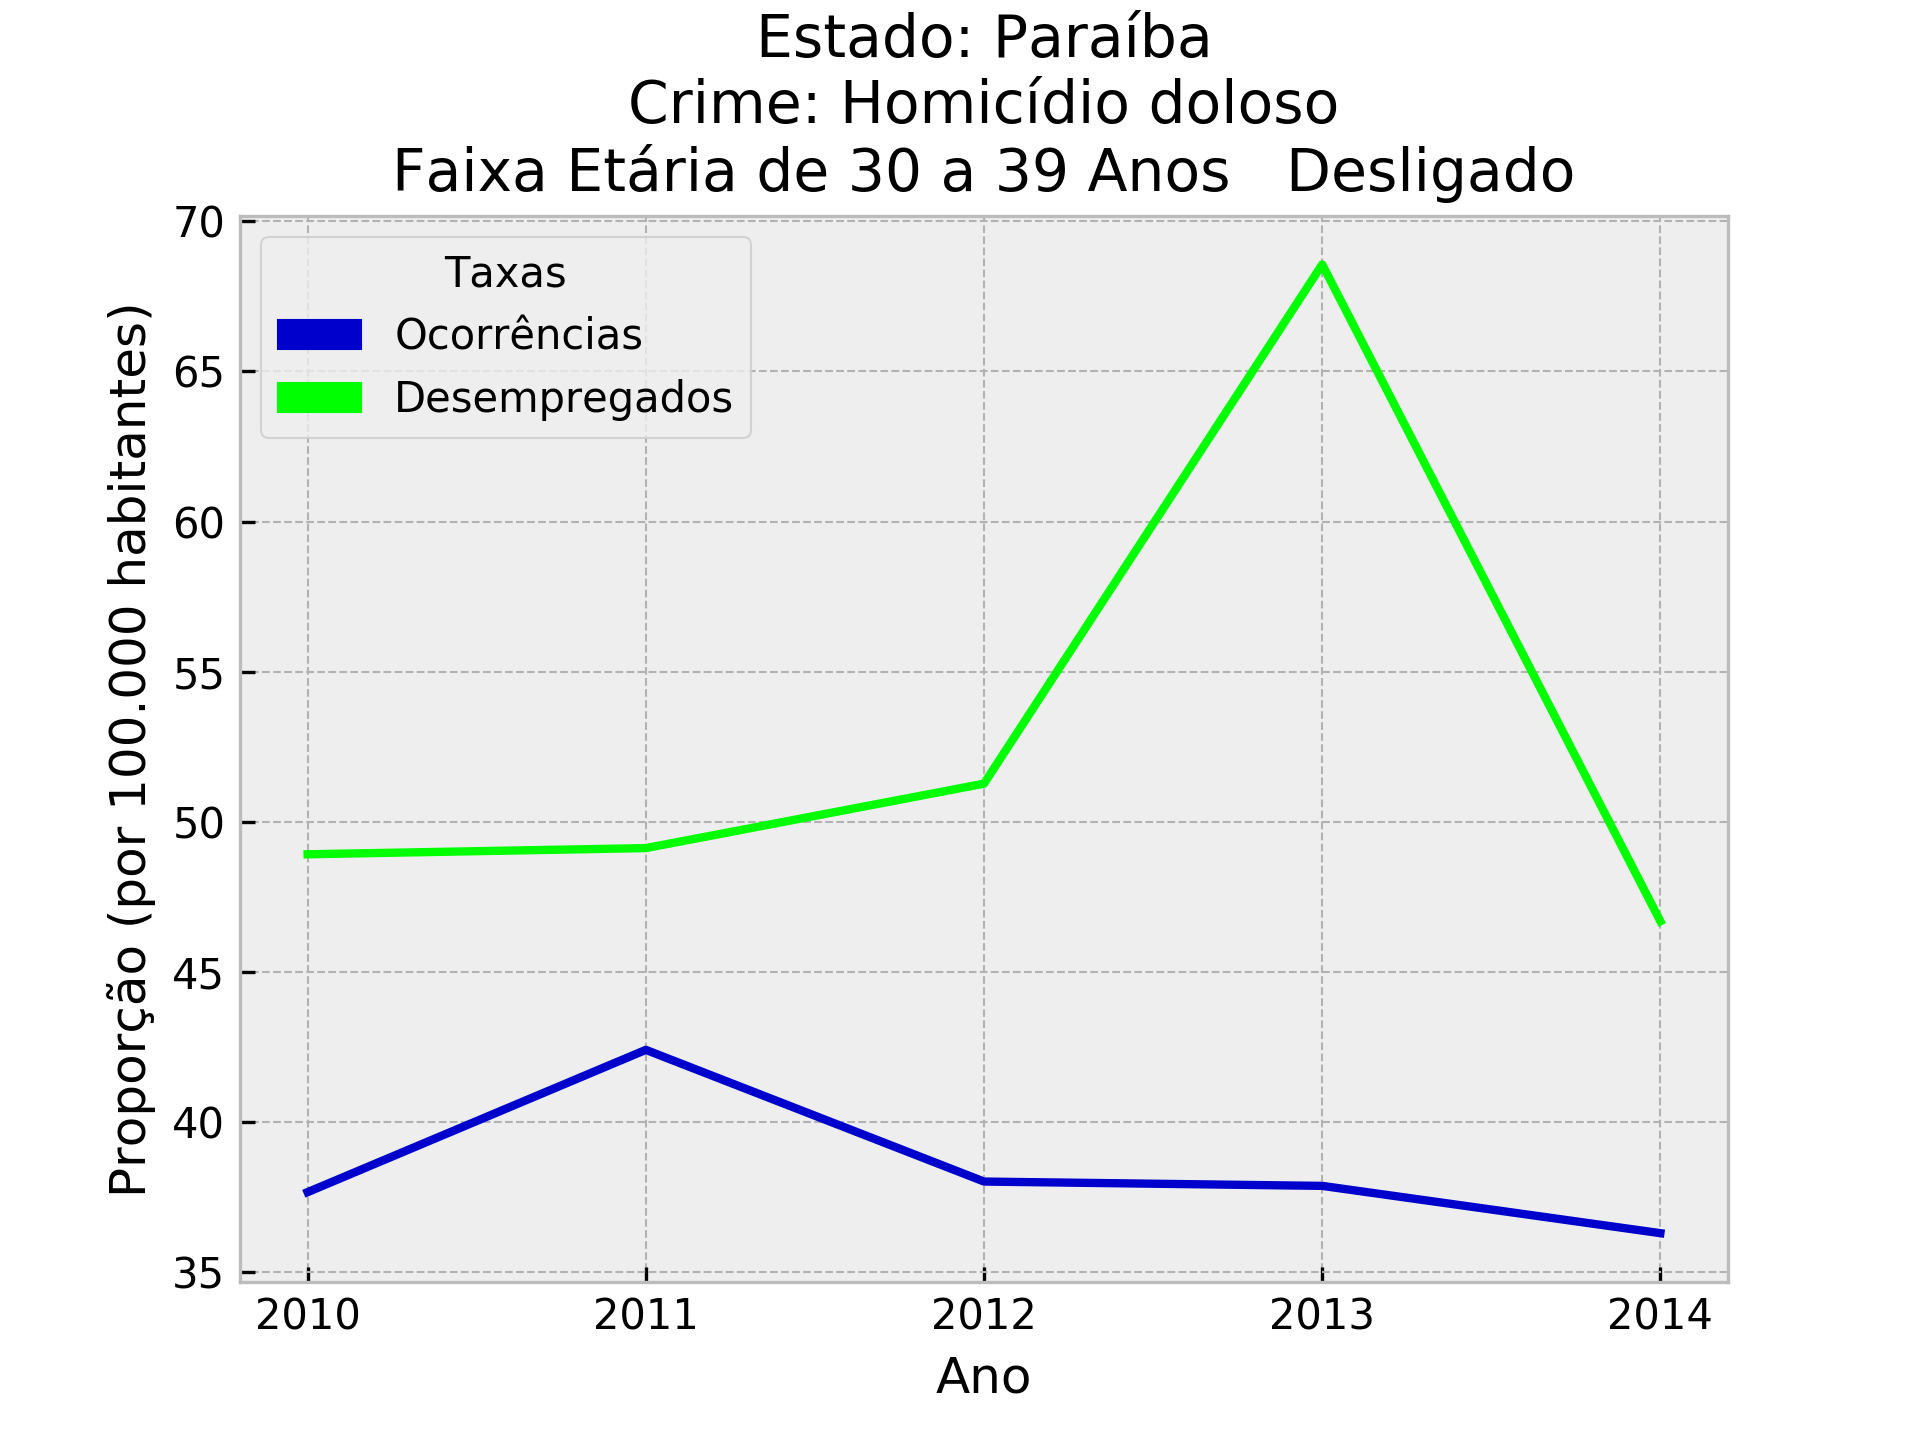 Estado: Paraíba
Crime: Homicídio doloso
Faixa Etária de 30 a 39 Anos   Desligado
Taxas
Ocorrências
Desempregados
Proporção (por 100.000 habitantes)
70
65
60
55
50
45
40
35
2010 2011 2012 2013 2014
Ano